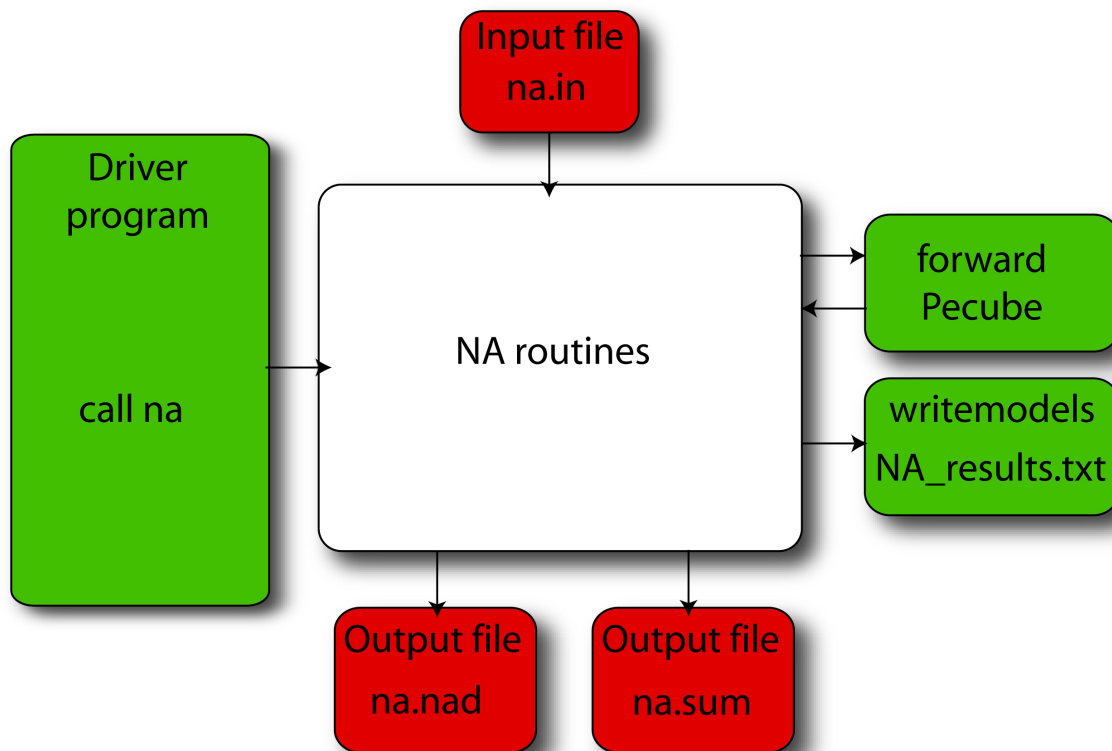 Input file
na.in
Driver
program
call na
NA routines
forward
Pecube
writemodels
NA_results.txt
Output file
na.nad
Output file
na.sum